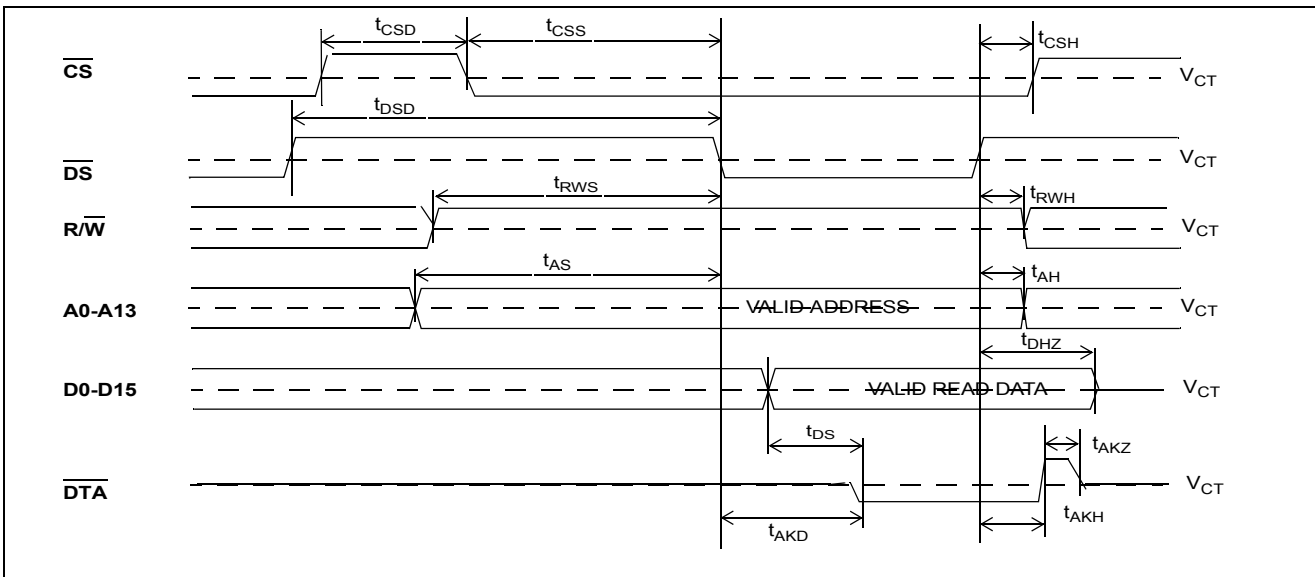 tCSD
tCSS
tCSH
CS
VCT
tDSD
DS
VCT
tRWS
tRWH
R/W
VCT
tAS
tAH
A0-A13
VALID ADDRESS
VCT
tDHZ
D0-D15
VALID READ DATA
VCT
tDS
tAKZ
DTA
VCT
tAKD
tAKH